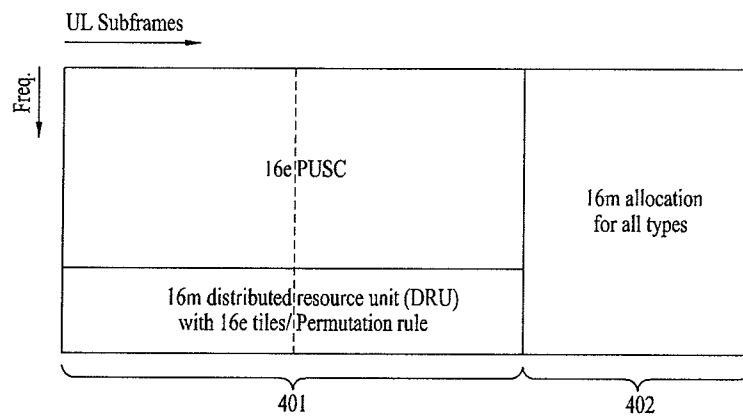 UL Subframes
Freq.
16e PUSC
16m allocation
for all types
16m distributed resource unit (DRU)
with 16e tiles/ Permutation rule
401
402